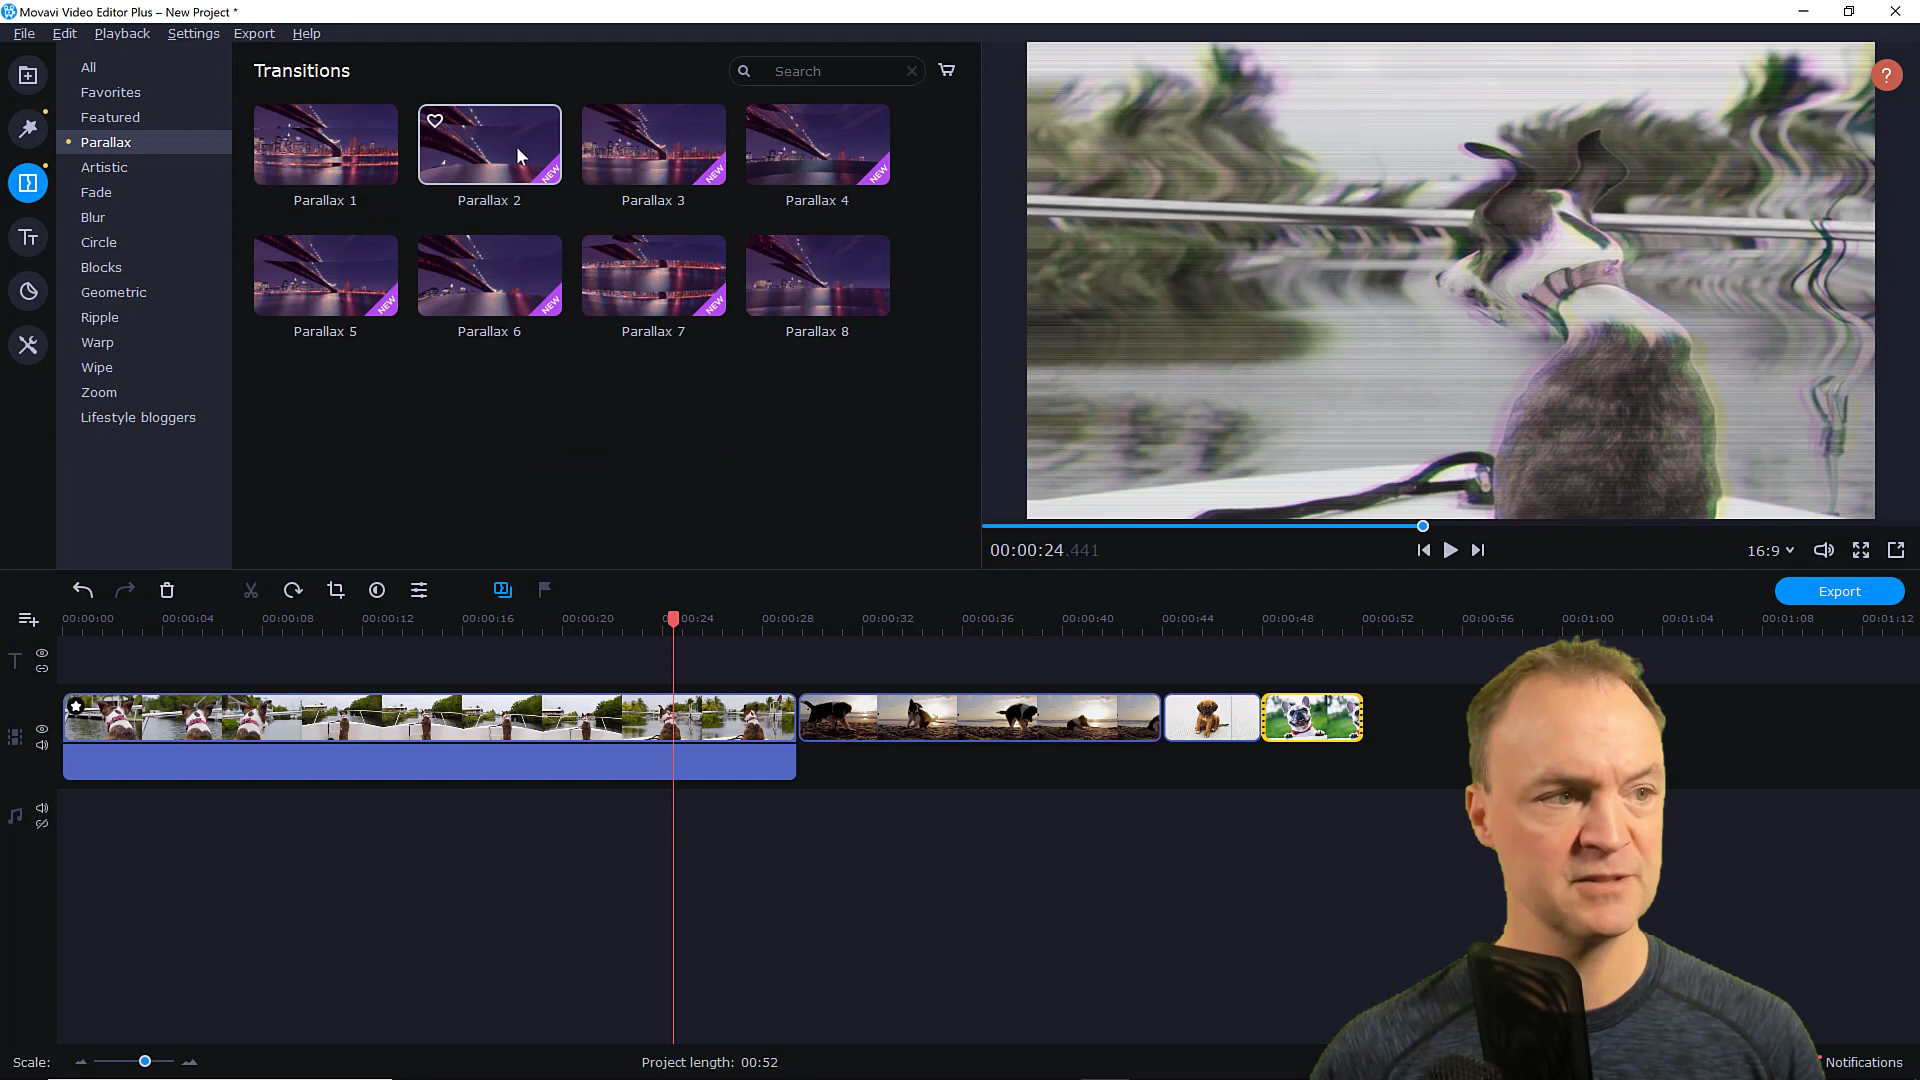 Movavi Video Editor Plus – New Project *
File Edit Playback Settings Export Help
All
Favorites
Featured
Parallax
Artistic
Fade
Blur
Circle
Blocks
Geometric
Ripple
Warp
Wipe
Zoom
Lifestyle bloggers
Transitions
Search
Parallax 1
NEW
Parallax 2
NEW
Parallax 3
NEW
Parallax 4
NEW
Parallax 5
NEW
Parallax 6
NEW
Parallax 7
Parallax 8
?
00:00:24.441
16:9
Export
00:00:00 00:00:04 00:00:08 00:00:12 00:00:16 00:00:20 00:00:24 00:00:28 00:00:32 00:00:36 00:00:40 00:00:44 00:00:48 00:00:52 00:00:56 00:01:00 00:01:04 00:01:08 00:01:12
Scale:
Project length: 00:52
Notifications